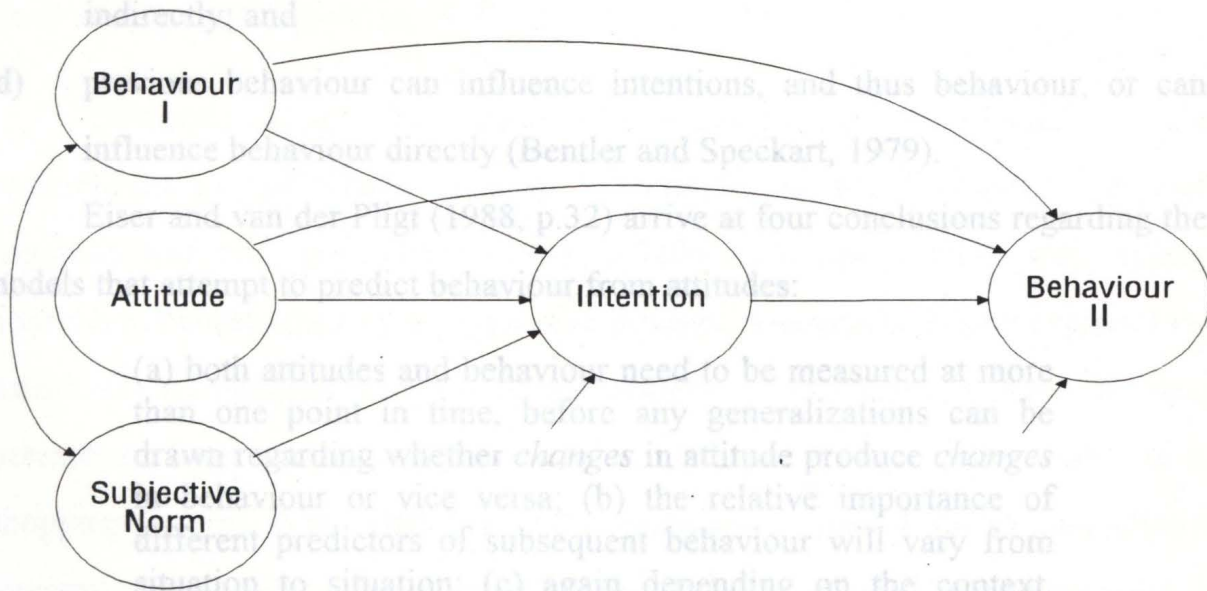 indirectly; and
Behaviour
I
d) previous behaviour can influence intentions, and thus behaviour, or can
influence behaviour directly (Bentler and Speckart, 1979).
Eiser and van der Pligt (1988, p.32) arrive at four conclusions regarding the
models that attempt to predict behaviour from attitudes:
Attitude
Intention
Behaviour
II
(a) both attitudes and behaviour need to be measured at more
than one point in time, before any generalizations can be
drawn regarding whether changes in attitude produce changes
in behaviour or vice versa; (b) the relative importance of
Subjective
Norm
different predictors of subsequent behaviour will vary from
situation to situation; (c) again depending on the context,